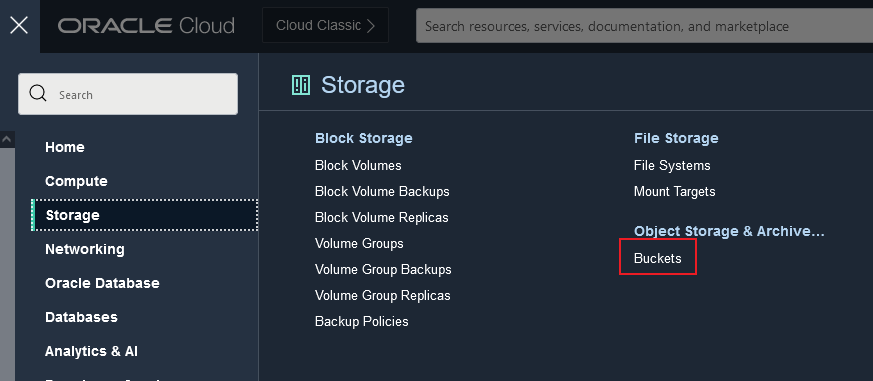 ORACLE Cloud
Cloud Classic
Search resources, services, documentation, and marketplace
Search
Home
Compute
Storage
Networking
Oracle Database
Databases
Analytics & AI
Storage
Block Storage
Block Volumes
Block Volume Backups
Block Volume Replicas
Volume Groups
Volume Group Backups
Volume Group Replicas
Backup Policies
File Storage
File Systems
Mount Targets
Object Storage & Archive...
Buckets